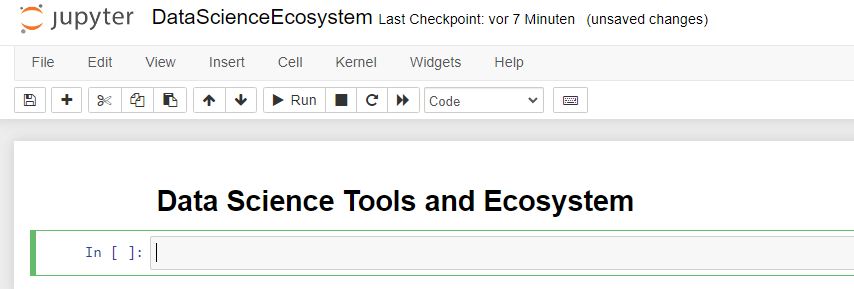 jupyter DataScienceEcosystem Last Checkpoint: vor 7 Minuten (unsaved changes)
File Edit View Insert Cell Kernel Widgets Help
Run Code
Data Science Tools and Ecosystem
In [ ]: